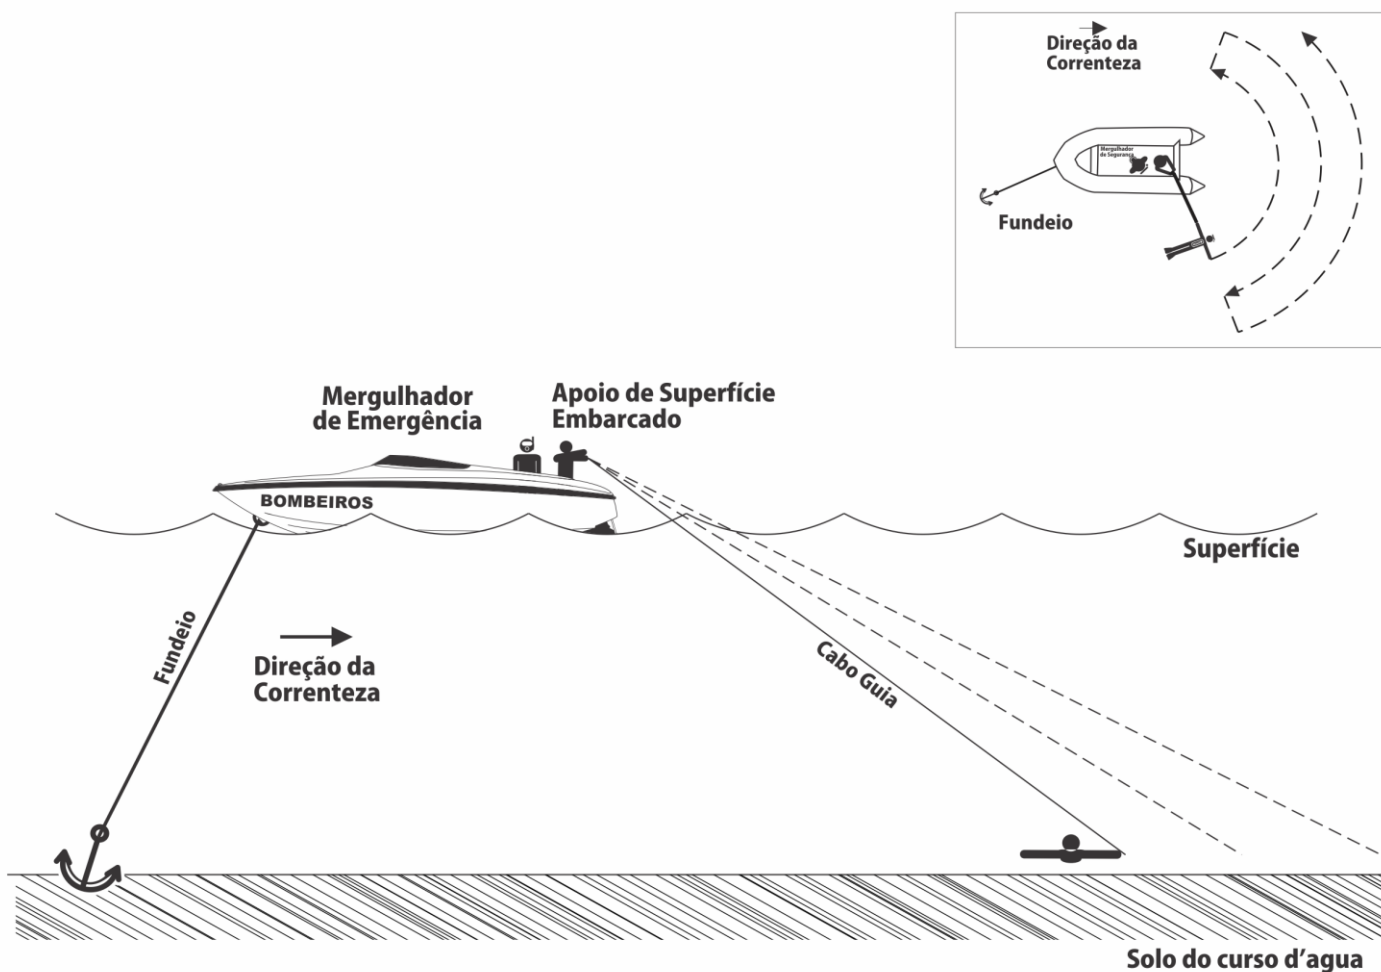 Direção da
Correnteza
Mergulhador
de Segurança
Fundeio
Mergulhador
de Emergência
Apoio de Superfície
Embarcado
BOMBEIROS
Superfície
Fundeio
Direção da
Correnteza
Cabo Guia
Solo do curso d’agua